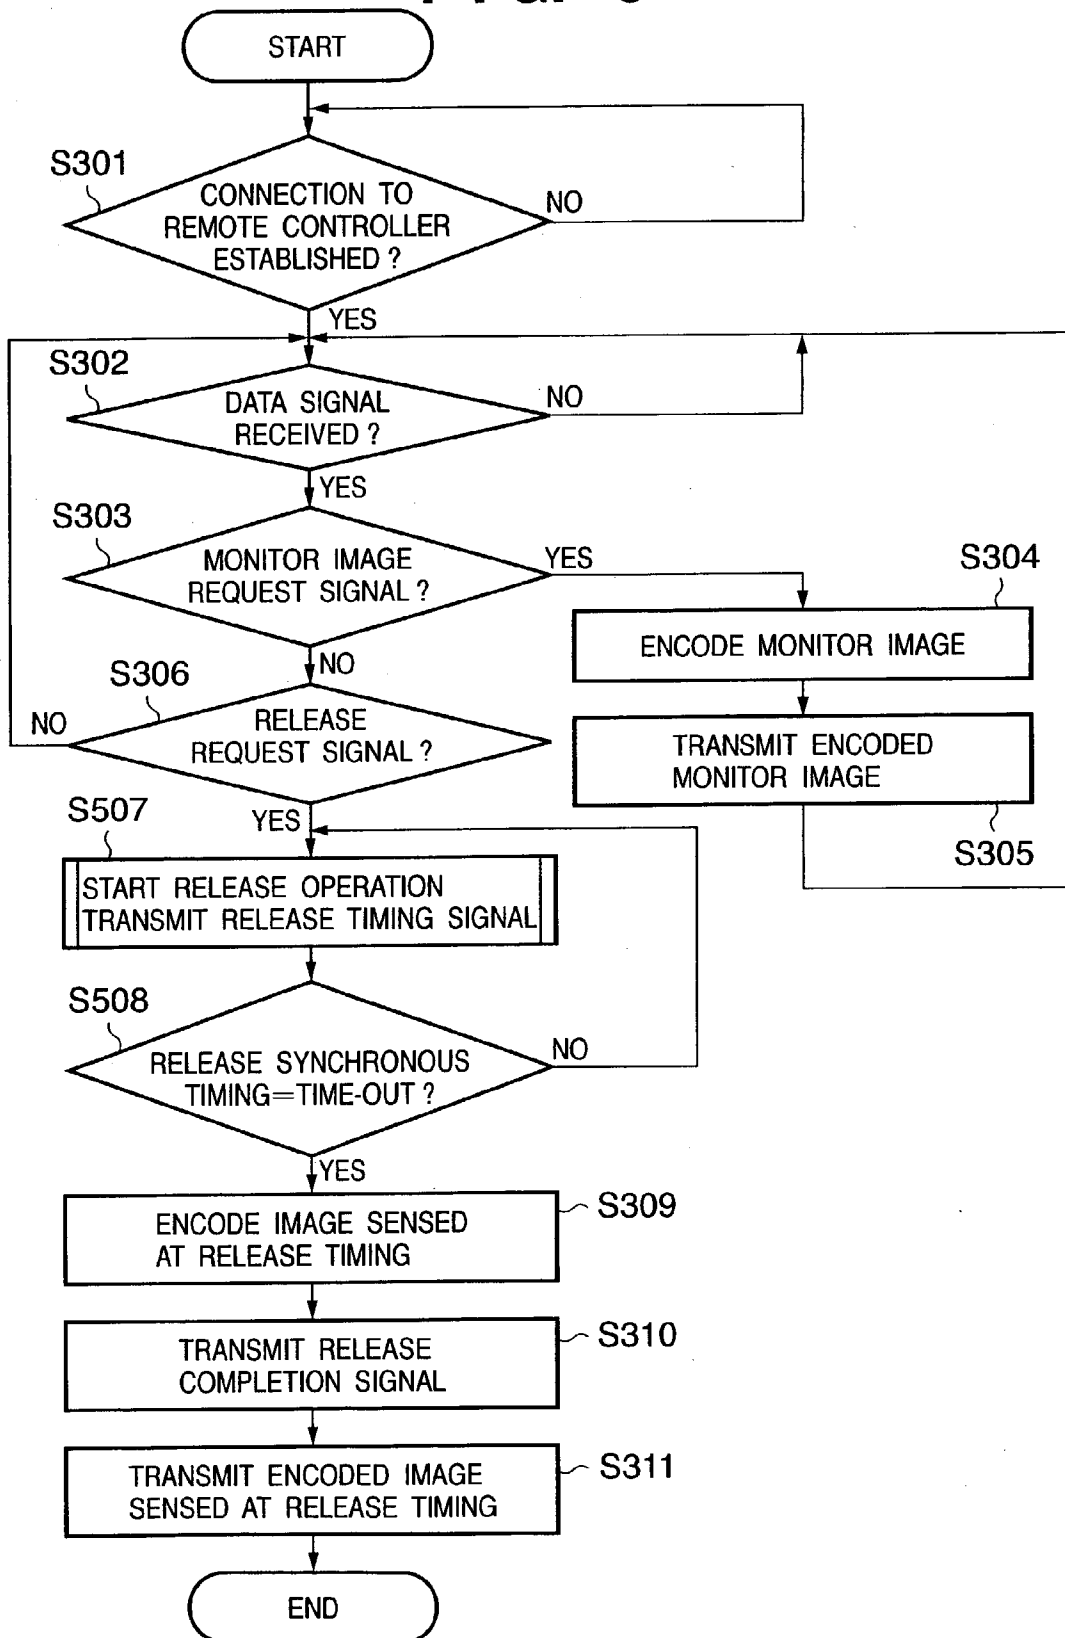 START
S301
CONNECTION TO
REMOTE CONTROLLER
ESTABLISHED ?
NO
YES
S302
DATA SIGNAL
RECEIVED ?
NO
YES
S303
MONITOR IMAGE
REQUEST SIGNAL ?
YES
S304
ENCODE MONITOR IMAGE
NO
S306
RELEASE
REQUEST SIGNAL ?
NO
TRANSMIT ENCODED
MONITOR IMAGE
S305
YES
S507
START RELEASE OPERATION
TRANSMIT RELEASE TIMING SIGNAL
S508
RELEASE SYNCHRONOUS
TIMING=TIME-OUT ?
NO
YES
ENCODE IMAGE SENSED
AT RELEASE TIMING
S309
TRANSMIT RELEASE
COMPLETION SIGNAL
S310
TRANSMIT ENCODED IMAGE
SENSED AT RELEASE TIMING
S311
END